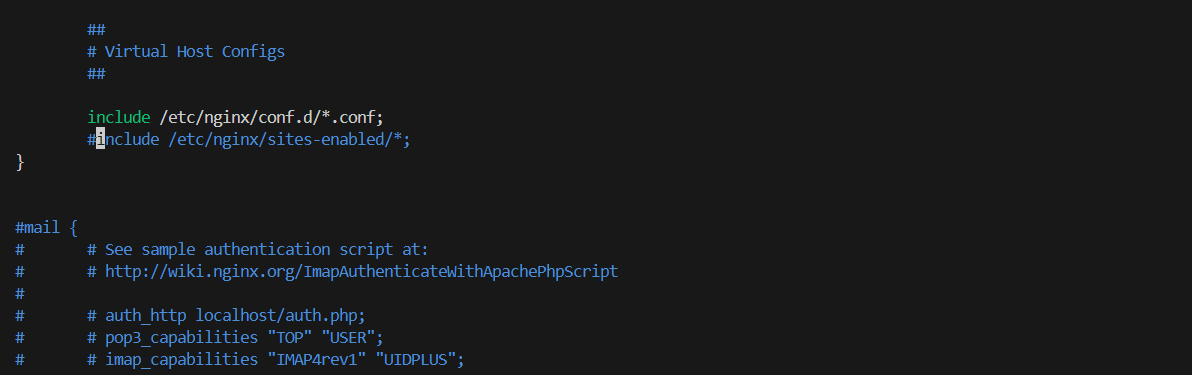 ##
# Virtual Host Configs
##
include /etc/nginx/conf.d/*.conf;
#include /etc/nginx/sites-enabled/*;
}
#mail {
#       # See sample authentication script at:
#       # http://wiki.nginx.org/ImapAuthenticateWithApachePhpScript
#
#       # auth_http localhost/auth.php;
#       # pop3_capabilities "TOP" "USER";
#       # imap_capabilities "IMAP4rev1" "UIDPLUS";